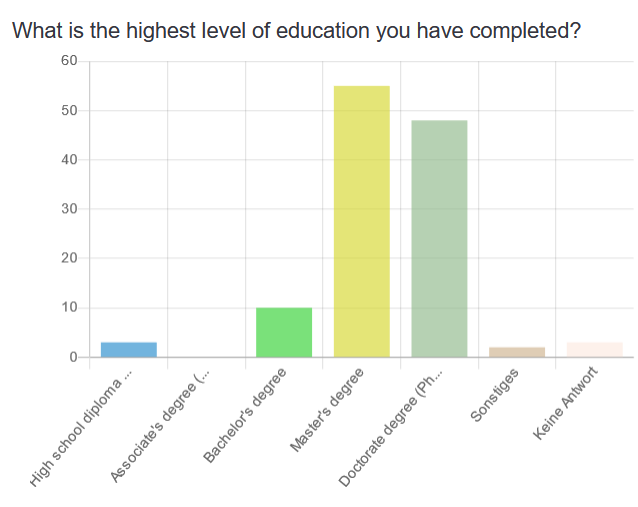 What is the highest level of education you have completed?
60
50
40
30
20
10
0
High school diploma ...
Associate's degree (...
Bachelor's degree
Master's degree
Doctorate degree (Ph...
Sonstiges
Keine Antwort